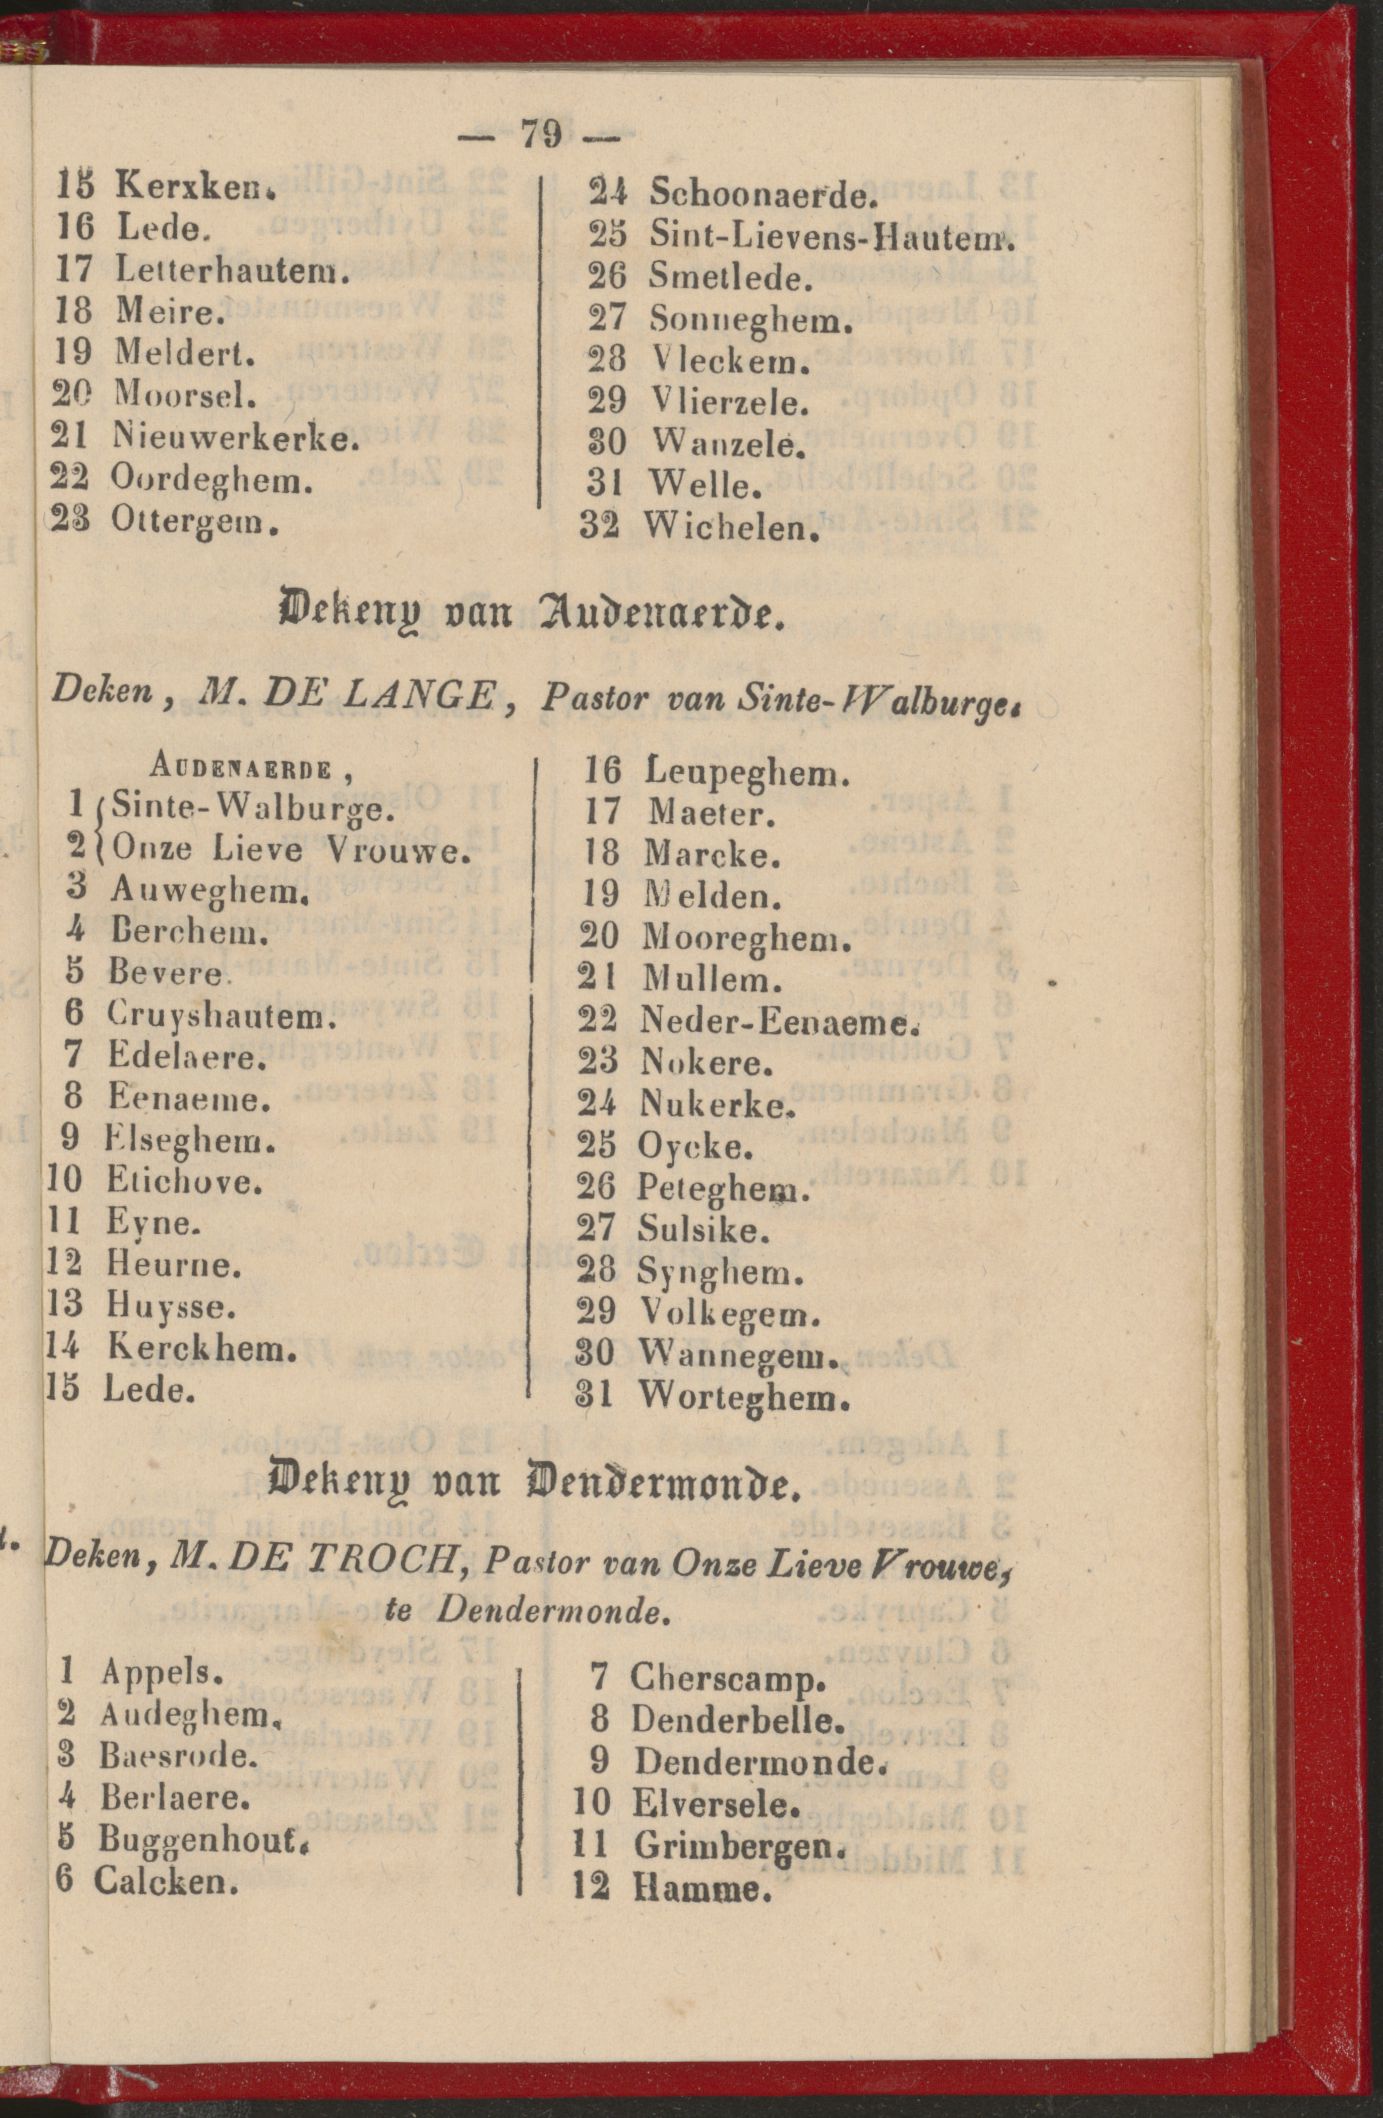 — 79 —
15 Kerxken.
16 Lede.
17 Letterhautem.
18 Meire.
19 Meldert.
20 Moorsel.
21 Nieuwerkerke.
22 Oordeghem.
23 Ottergem.
24 Schoonaerde.
25 Sint-Lievens-Hautem.
26 Smetlede.
27 Sonneghem.
28 Vleckem.
29 Vlierzele.
30 Wanzele.
31 Welle.
32 Wichelen.
Dekeny van Audenaerde.
Deken, M. DE LANGE, Pastor van Sinte-Walburge.
AUDENAERDE,
1 { Sinte-Walburge.
2 { Onze Lieve Vrouwe.
3 Auweghem.
4 Berchem.
5 Bevere.
6 Cruyshautem.
7 Edelaere.
8 Eenaeme.
9 Elseghem.
10 Etichove.
11 Eyne.
12 Heurne.
13 Huysse.
14 Kerckhem.
15 Lede.
16 Leupeghem.
17 Maeter.
18 Marcke.
19 Melden.
20 Mooreghem.
21 Mullem.
22 Neder-Eenaeme.
23 Nokere.
24 Nukerke.
25 Oycke.
26 Peteghem.
27 Sulsike.
28 Synghem.
29 Volkegem.
30 Wannegem.
31 Worteghem.
Dekeny van Dendermonde.
Deken, M. DE TROCH, Pastor van Onze Lieve Vrouwe,
te Dendermonde.
1 Appels.
2 Audeghem.
3 Baesrode.
4 Berlaere.
5 Buggenhout.
6 Calcken.
7 Cherscamp.
8 Denderbelle.
9 Dendermonde.
10 Elversele.
11 Grimbergen.
12 Hamme.